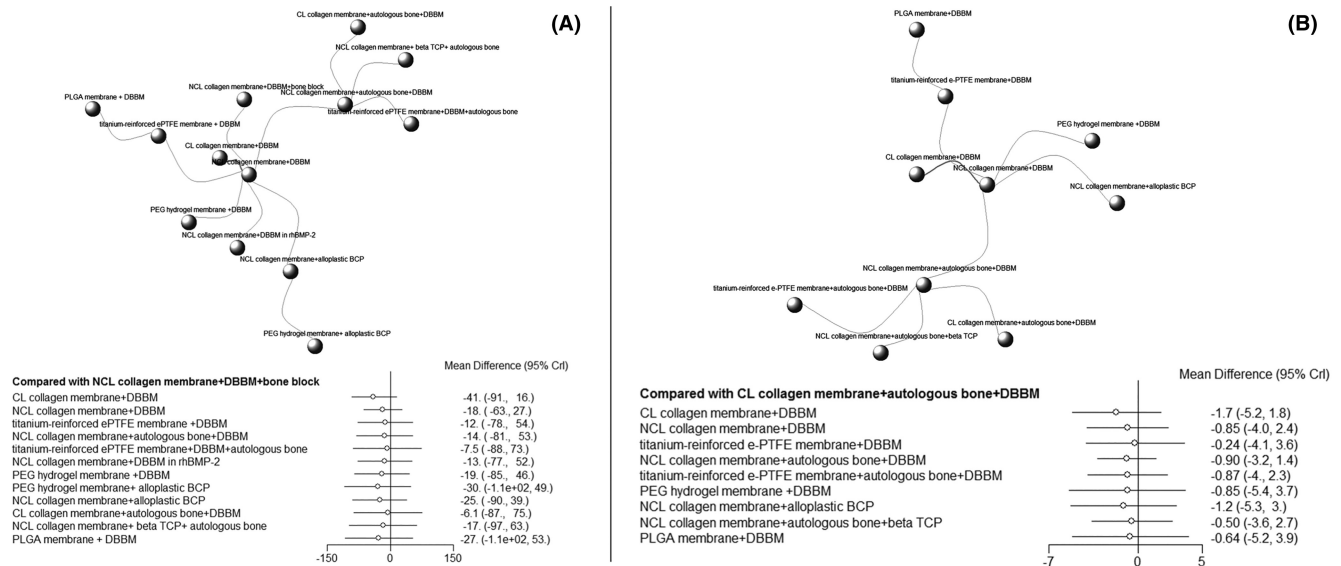 (A)
CL collagen membrane+autologous bone+DBBM
NCL collagen membrane+ beta TCP+ autologous bone
NCL collagen membrane+DBBM+bone block
NCL collagen membrane+autologous bone+DBBM
PLGA membrane + DBBM
titanium-reinforced ePTFE membrane+DBBM+autologous bone
titanium-reinforced ePTFE membrane + DBBM
CL collagen membrane+DBBM
NCL collagen membrane+DBBM
PEG hydrogel membrane +DBBM
NCL collagen membrane+DBBM in rhBMP-2
NCL collagen membrane+alloplastic BCP
PEG hydrogel membrane+ alloplastic BCP
Mean Difference (95% CrI)
Compared with NCL collagen membrane+DBBM+bone block
CL collagen membrane+DBBM -41. (-91., 16.)
NCL collagen membrane+DBBM -18. (-63, 27.)
titanium-reinforced ePTFE membrane +DBBM -12. (-78., 54.)
NCL collagen membrane+autologous bone+DBBM -14. (-81., 53.)
titanium-reinforced ePTFE membrane+DBBM+autologous bone -7.5 (-88., 73.)
NCL collagen membrane+DBBM in rhBMP-2 -13. (-77., 52.)
PEG hydrogel membrane +DBBM -19. (-85., 46.)
PEG hydrogel membrane+ alloplastic BCP -30. (-1.1e+02, 49.)
NCL collagen membrane+alloplastic BCP -25. (-90., 39.)
CL collagen membrane+autologous bone+DBBM -6.1 (-87., 75.)
NCL collagen membrane+ beta TCP+ autologous bone -17. (-97., 63.)
PLGA membrane + DBBM -27. (-1.1e+02, 53.)
-150 0 150
(B)
PLGA membrane+DBBM
titanium-reinforced e-PTFE membrane+DBBM
PEG hydrogel membrane +DBBM
CL collagen membrane+DBBM
NCL collagen membrane+DBBM
NCL collagen membrane+alloplastic BCP
NCL collagen membrane+autologous bone+DBBM
titanium-reinforced e-PTFE membrane+autologous bone+DBBM
CL collagen membrane+autologous bone+DBBM
NCL collagen membrane+autologous bone+beta TCP
Mean Difference (95% CrI)
Compared with CL collagen membrane+autologous bone+DBBM
CL collagen membrane+DBBM -1.7 (-5.2, 1.8)
NCL collagen membrane+DBBM -0.85 (-4.0, 2.4)
titanium-reinforced e-PTFE membrane+DBBM -0.24 (-4.1, 3.6)
NCL collagen membrane+autologous bone+DBBM -0.90 (-3.2, 1.4)
titanium-reinforced e-PTFE membrane+autologous bone+DBBM -0.87 (-4., 2.3)
PEG hydrogel membrane +DBBM -0.85 (-5.4, 3.7)
NCL collagen membrane+alloplastic BCP -1.2 (-5.3, 3.)
NCL collagen membrane+autologous bone+beta TCP -0.50 (-3.6, 2.7)
PLGA membrane+DBBM -0.64 (-5.2, 3.9)
-7 0 5